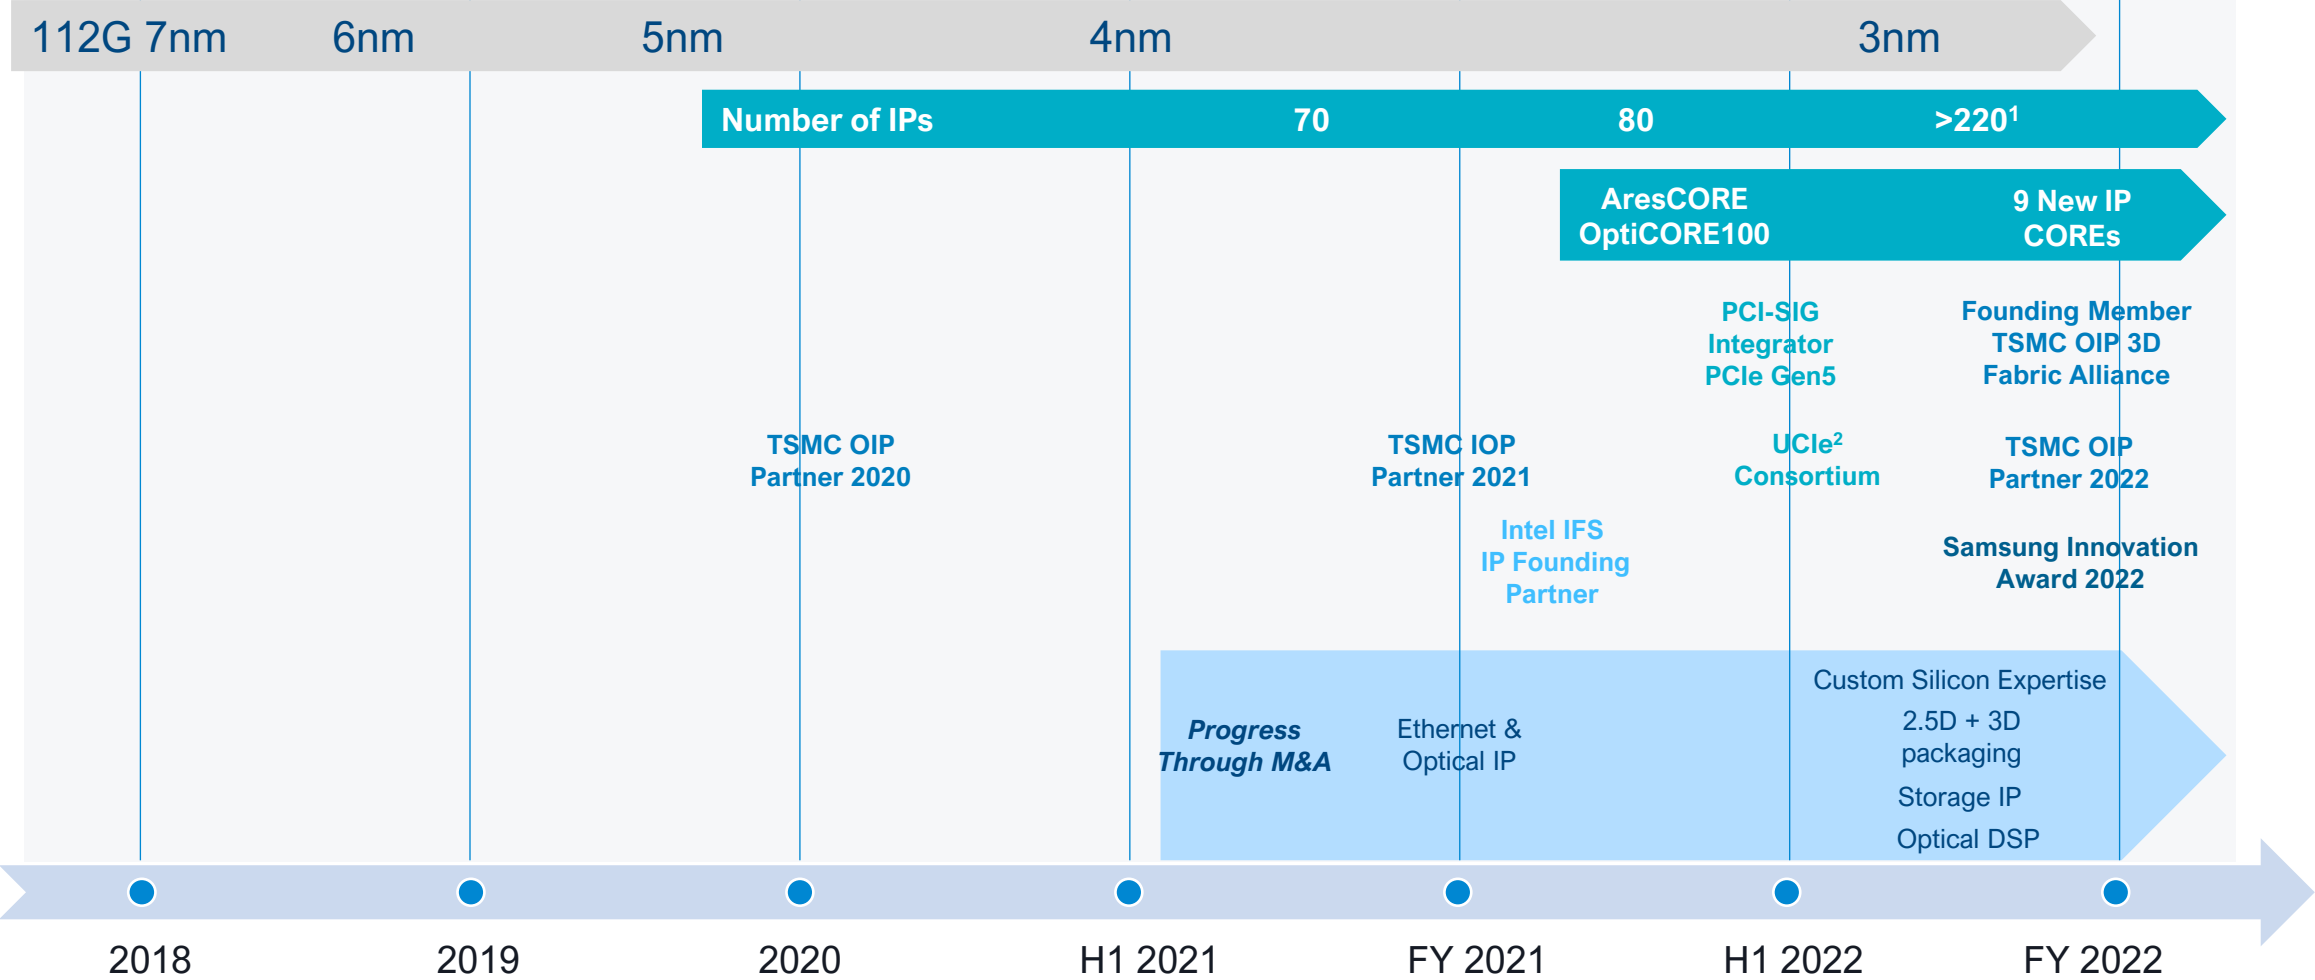 112G 7nm 6nm 5nm 4nm 3nm
Number of IPs 70 80 >220¹
AresCORE
OptiCORE100
9 New IP
COREs
PCI-SIG
Integrator
PCIe Gen5
Founding Member
TSMC OIP 3D
Fabric Alliance
TSMC OIP
Partner 2020
TSMC IOP
Partner 2021
UCIe²
Consortium
TSMC OIP
Partner 2022
Intel IFS
IP Founding
Partner
Samsung Innovation
Award 2022
Progress
Through M&A
Ethernet &
Optical IP
Custom Silicon Expertise
2.5D + 3D
packaging
Storage IP
Optical DSP
2018 2019 2020 H1 2021 FY 2021 H1 2022 FY 2022